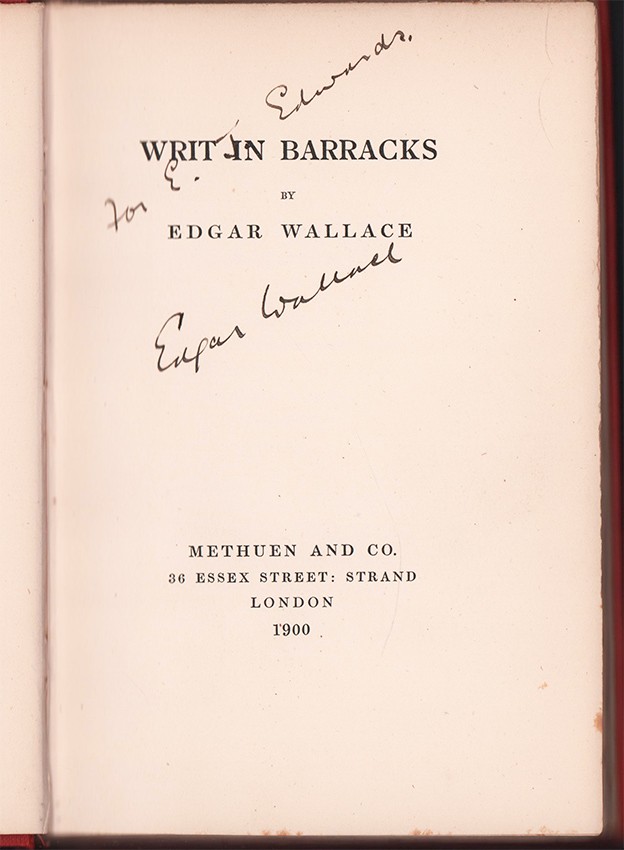 For E. J. Edwards.
WRIT IN BARRACKS
BY
EDGAR WALLACE
Edgar Wallace
METHUEN AND CO.
36 ESSEX STREET: STRAND
LONDON
1900